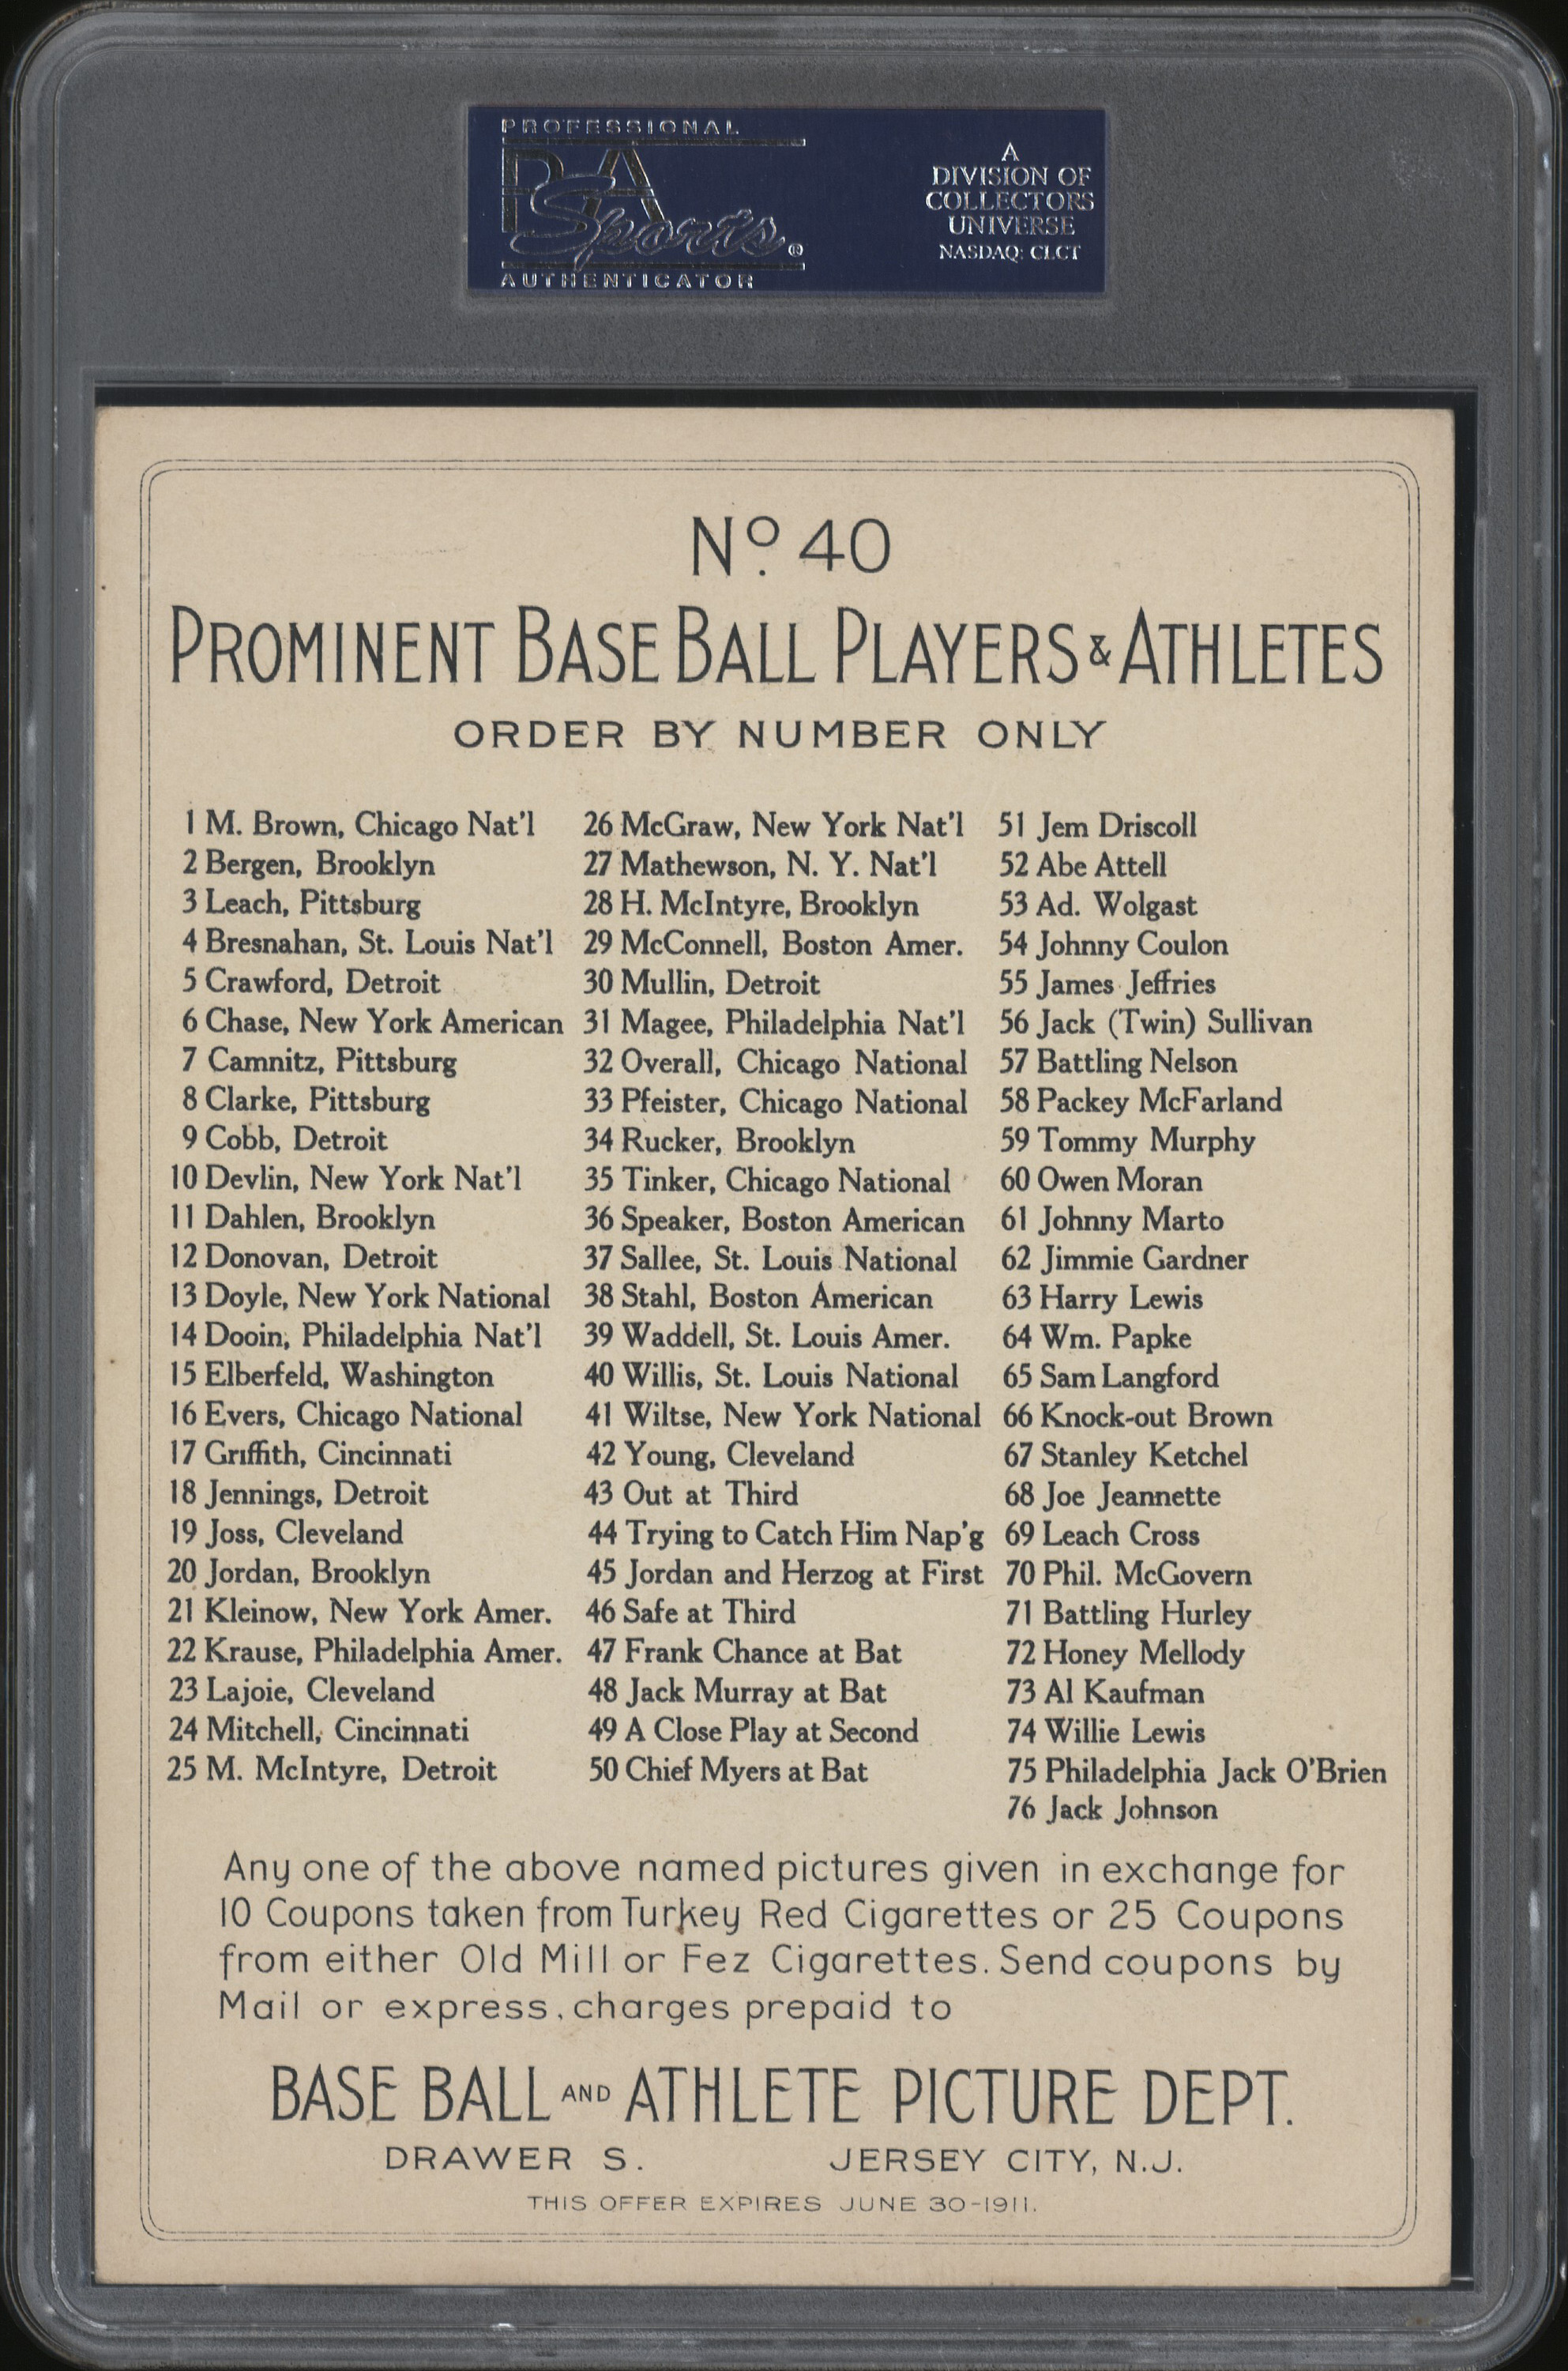 PROFESSIONAL
PSA
Sports®
AUTHENTICATOR
A
DIVISION OF
COLLECTORS
UNIVERSE
NASDAQ: CLCT
Nº. 40
PROMINENT BASE BALL PLAYERS & ATHLETES
ORDER BY NUMBER ONLY
1 M. Brown, Chicago Nat'l
2 Bergen, Brooklyn
3 Leach, Pittsburg
4 Bresnahan, St. Louis Nat'l
5 Crawford, Detroit
6 Chase, New York American
7 Camnitz, Pittsburg
8 Clarke, Pittsburg
9 Cobb, Detroit
10 Devlin, New York Nat'l
11 Dahlen, Brooklyn
12 Donovan, Detroit
13 Doyle, New York National
14 Dooin, Philadelphia Nat'l
15 Elberfeld, Washington
16 Evers, Chicago National
17 Griffith, Cincinnati
18 Jennings, Detroit
19 Joss, Cleveland
20 Jordan, Brooklyn
21 Kleinow, New York Amer.
22 Krause, Philadelphia Amer.
23 Lajoie, Cleveland
24 Mitchell, Cincinnati
25 M. McIntyre, Detroit
26 McGraw, New York Nat'l
27 Mathewson, N. Y. Nat'l
28 H. McIntyre, Brooklyn
29 McConnell, Boston Amer.
30 Mullin, Detroit
31 Magee, Philadelphia Nat'l
32 Overall, Chicago National
33 Pfeister, Chicago National
34 Rucker, Brooklyn
35 Tinker, Chicago National
36 Speaker, Boston American
37 Sallee, St. Louis National
38 Stahl, Boston American
39 Waddell, St. Louis Amer.
40 Willis, St. Louis National
41 Wiltse, New York National
42 Young, Cleveland
43 Out at Third
44 Trying to Catch Him Nap'g
45 Jordan and Herzog at First
46 Safe at Third
47 Frank Chance at Bat
48 Jack Murray at Bat
49 A Close Play at Second
50 Chief Myers at Bat
51 Jem Driscoll
52 Abe Attell
53 Ad. Wolgast
54 Johnny Coulon
55 James Jeffries
56 Jack (Twin) Sullivan
57 Battling Nelson
58 Packey McFarland
59 Tommy Murphy
60 Owen Moran
61 Johnny Marto
62 Jimmie Gardner
63 Harry Lewis
64 Wm. Papke
65 Sam Langford
66 Knock-out Brown
67 Stanley Ketchel
68 Joe Jeannette
69 Leach Cross
70 Phil. McGovern
71 Battling Hurley
72 Honey Mellody
73 Al Kaufman
74 Willie Lewis
75 Philadelphia Jack O'Brien
76 Jack Johnson
Any one of the above named pictures given in exchange for
10 Coupons taken from Turkey Red Cigarettes or 25 Coupons
from either Old Mill or Fez Cigarettes. Send coupons by
Mail or express, charges prepaid to
BASE BALL AND ATHLETE PICTURE DEPT.
DRAWER S. JERSEY CITY, N.J.
THIS OFFER EXPIRES JUNE 30-1911.